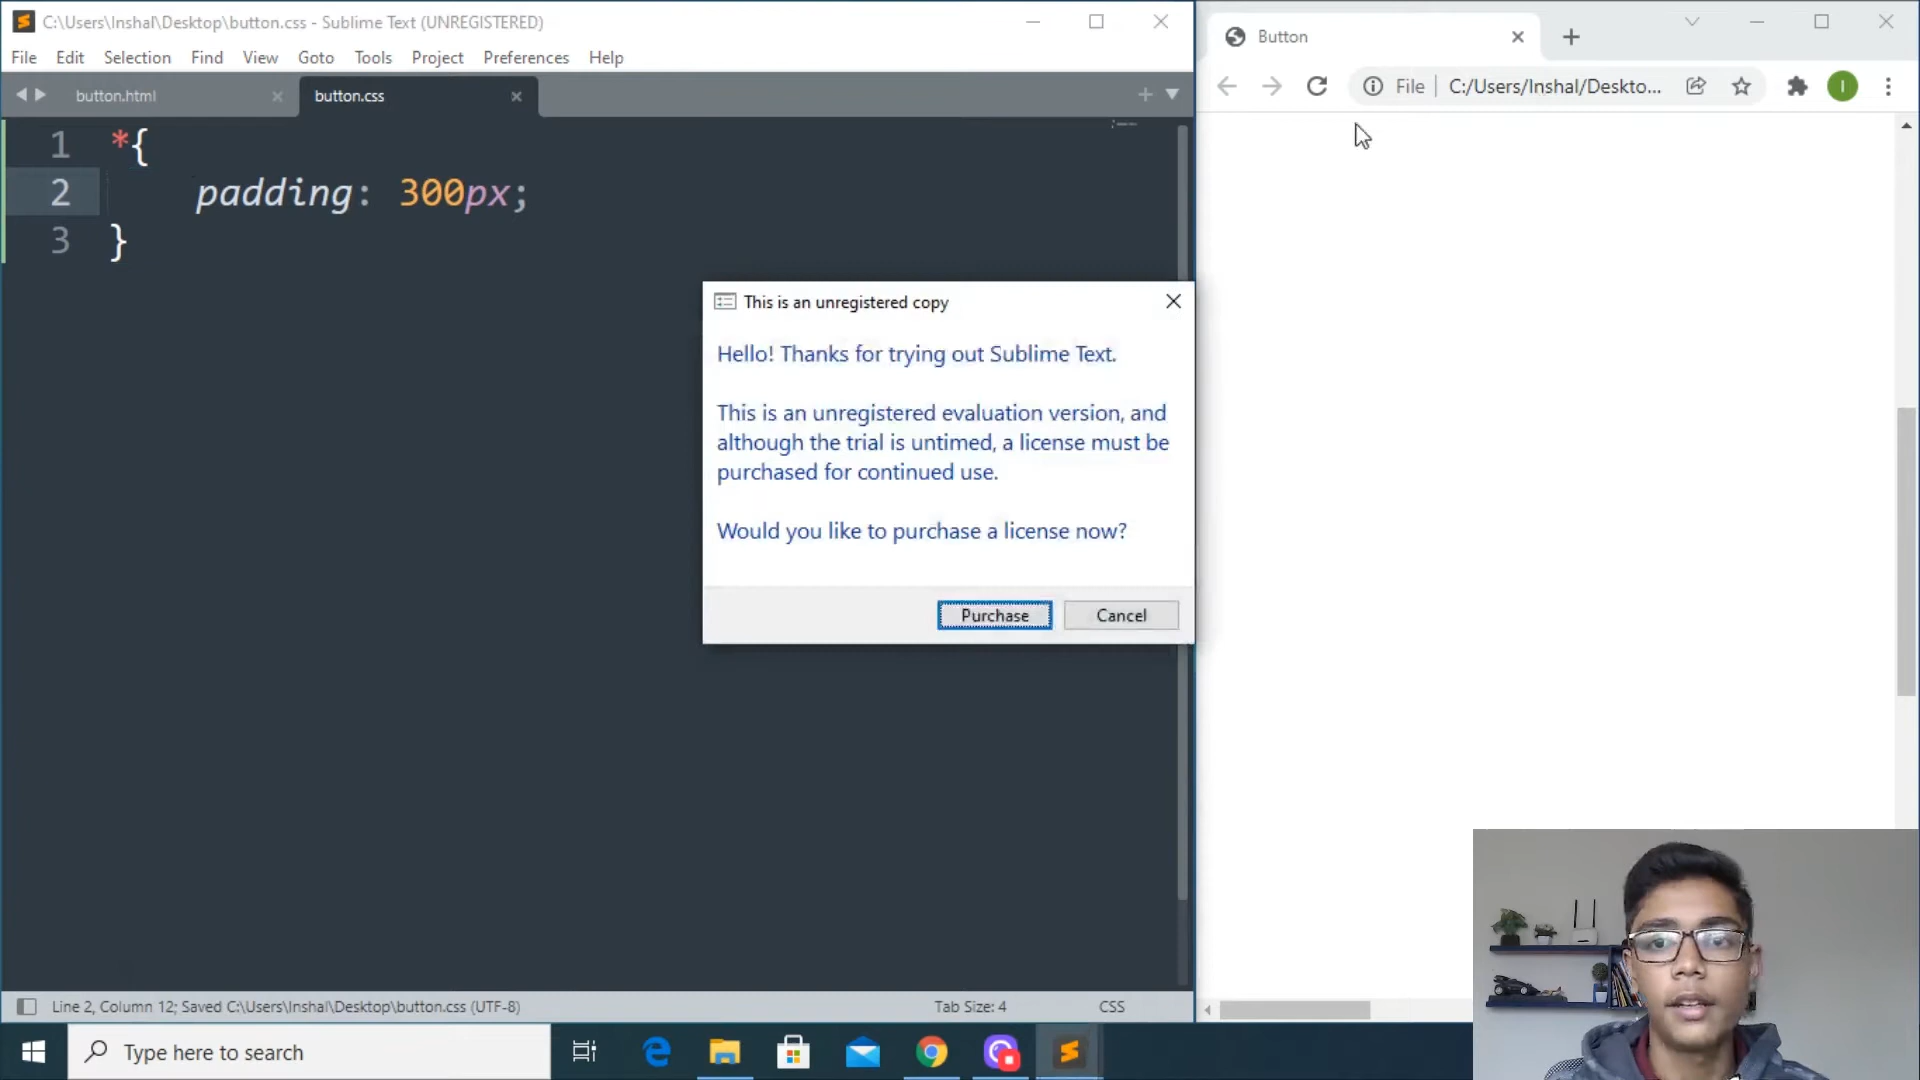 C:\Users\Inshal\Desktop\button.css - Sublime Text (UNREGISTERED)
File Edit Selection Find View Goto Tools Project Preferences Help
button.html
button.css
1 *{
2 padding: 300px;
3 }
This is an unregistered copy
Hello! Thanks for trying out Sublime Text.
This is an unregistered evaluation version, and
although the trial is untimed, a license must be
purchased for continued use.
Would you like to purchase a license now?
Purchase Cancel
Line 2, Column 12; Saved C:\Users\Inshal\Desktop\button.css (UTF-8)
Tab Size: 4
CSS
Button
File C:/Users/Inshal/Deskto...
I
Type here to search